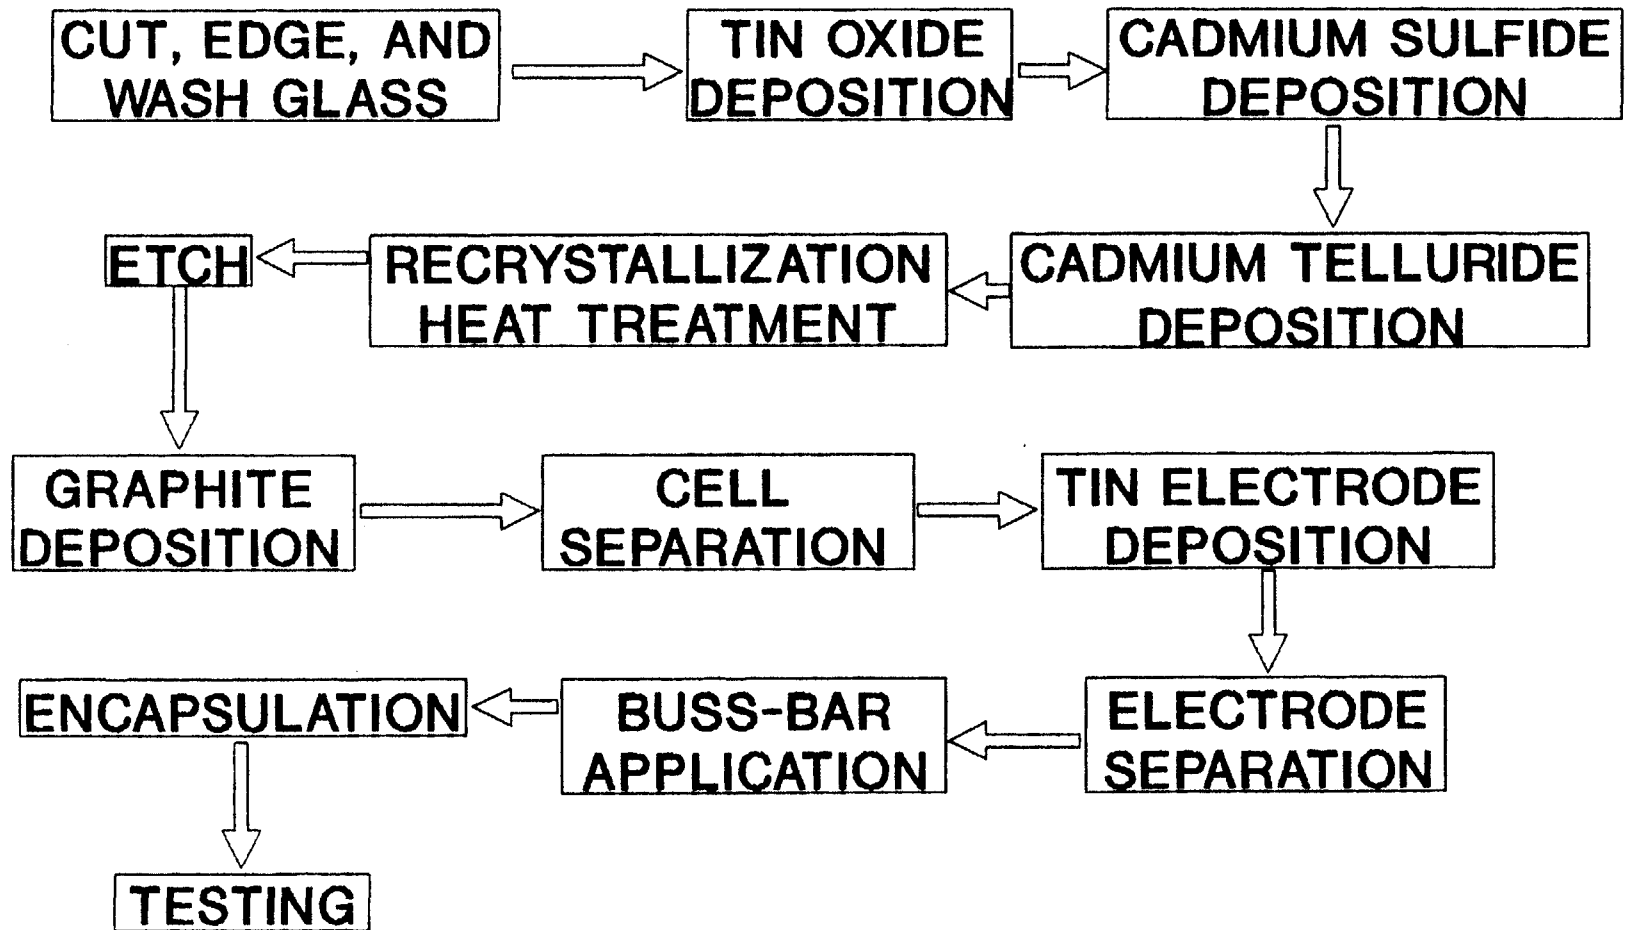 CUT, EDGE, AND
WASH GLASS
TIN OXIDE
DEPOSITION
CADMIUM SULFIDE
DEPOSITION
CADMIUM TELLURIDE
DEPOSITION
RECRYSTALLIZATION
HEAT TREATMENT
ETCH
GRAPHITE
DEPOSITION
CELL
SEPARATION
TIN ELECTRODE
DEPOSITION
ELECTRODE
SEPARATION
BUSS-BAR
APPLICATION
ENCAPSULATION
TESTING